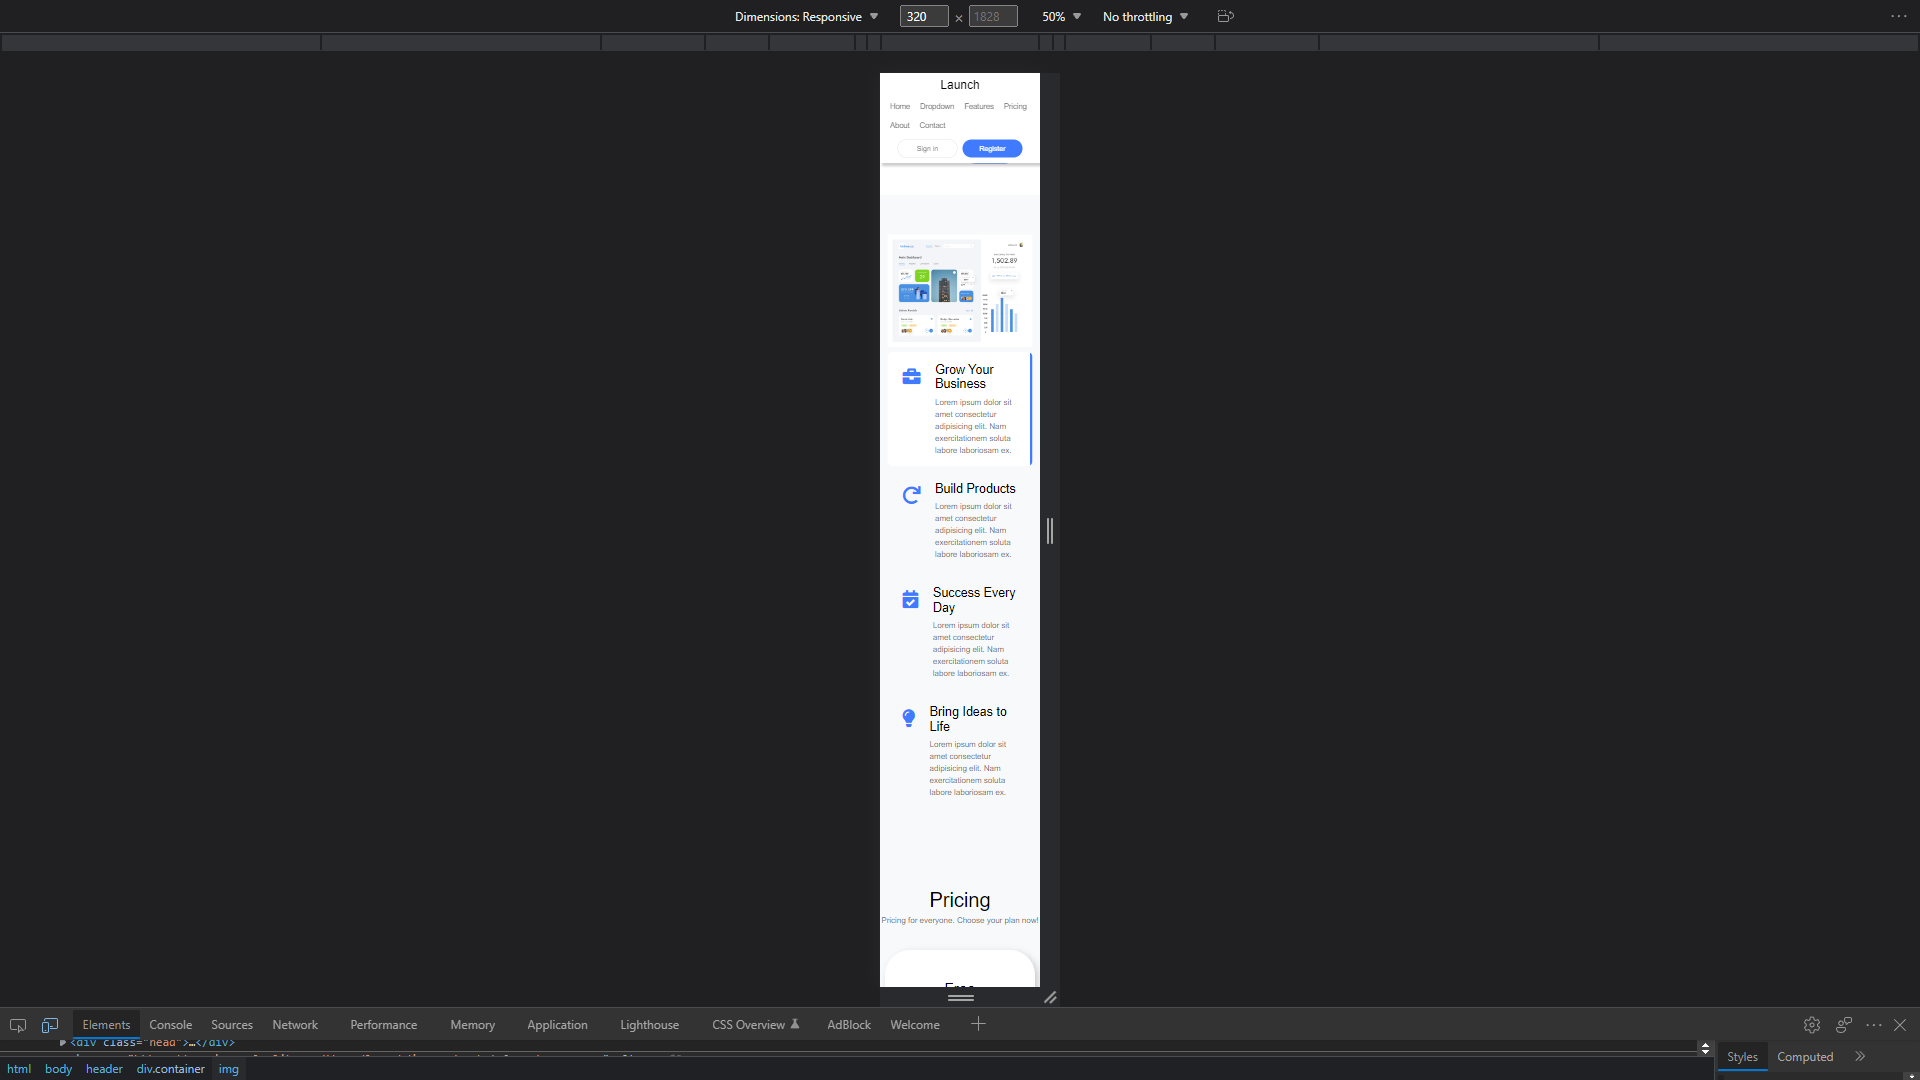 Dimensions: Responsive 320 × 1828 50% No throttling
Launch
Home Dropdown Features Pricing
About Contact
Sign in Register
Main Dashboard
1,502.89
Grow Your
Business
Lorem ipsum dolor sit
amet consectetur
adipisicing elit. Nam
exercitationem soluta
labore laboriosam ex.
Build Products
Lorem ipsum dolor sit
amet consectetur
adipisicing elit. Nam
exercitationem soluta
labore laboriosam ex.
Success Every
Day
Lorem ipsum dolor sit
amet consectetur
adipisicing elit. Nam
exercitationem soluta
labore laboriosam ex.
Bring Ideas to
Life
Lorem ipsum dolor sit
amet consectetur
adipisicing elit. Nam
exercitationem soluta
labore laboriosam ex.
Pricing
Pricing for everyone. Choose your plan now!
Free
Elements Console Sources Network Performance Memory Application Lighthouse CSS Overview AdBlock Welcome
<div class="head">…</div>
html body header div.container img
Styles Computed